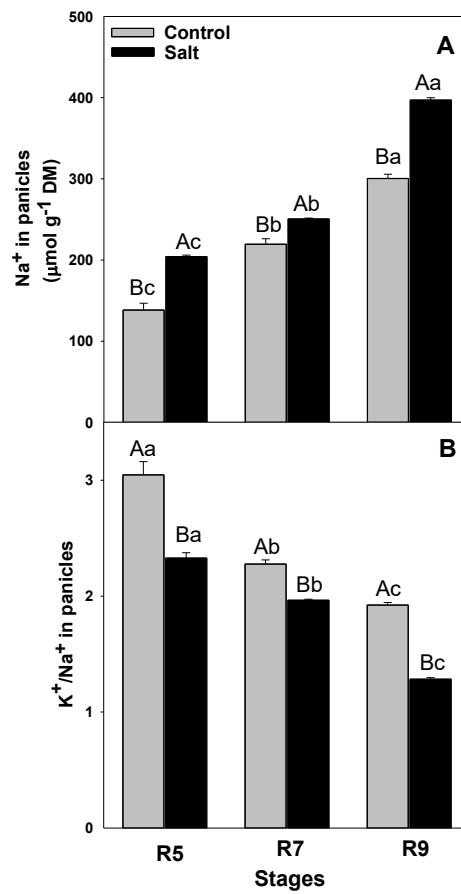 500
Control
Salt
A
400
300
200
100
0
Na⁺ in panicles
(μmol g⁻¹ DM)
Bc
Ac
Bb
Ab
Ba
Aa
B
3
2
1
0
K⁺/Na⁺ in panicles
Aa
Ba
Ab
Bb
Ac
Bc
R5 R7 R9
Stages